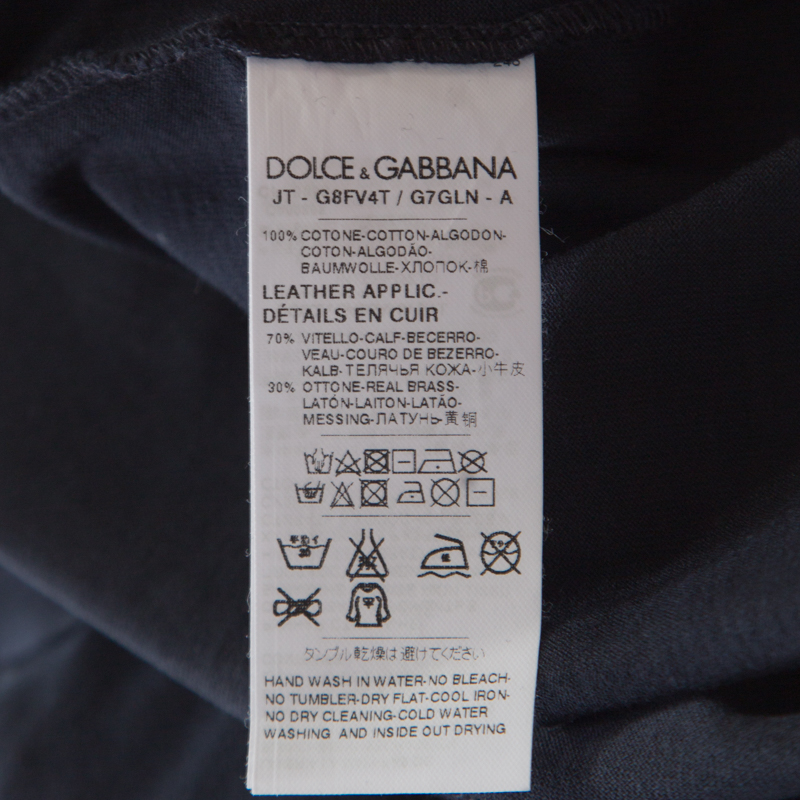 DOLCE & GABBANA
JT - G8FV4T / G7GLN - A
100% COTONE-COTTON-ALGODON-
COTON-ALGODÃO-
BAUMWOLLE-ХЛОПОК-棉
LEATHER APPLIC.-
DÉTAILS EN CUIR
70% VITELLO-CALF-BECERRO-
VEAU-COURO DE BEZERRO-
KALB-ТЕЛЯЧЬЯ КОЖА-小牛皮
30% OTTONE-REAL BRASS-
LATÓN-LAITON-LATÃO-
MESSING-ЛАТУНЬ-黄铜
手カイ
30
タンブル乾燥は避けてください
HAND WASH IN WATER-NO BLEACH-
NO TUMBLER-DRY FLAT-COOL IRON-
NO DRY CLEANING-COLD WATER
WASHING AND INSIDE OUT DRYING